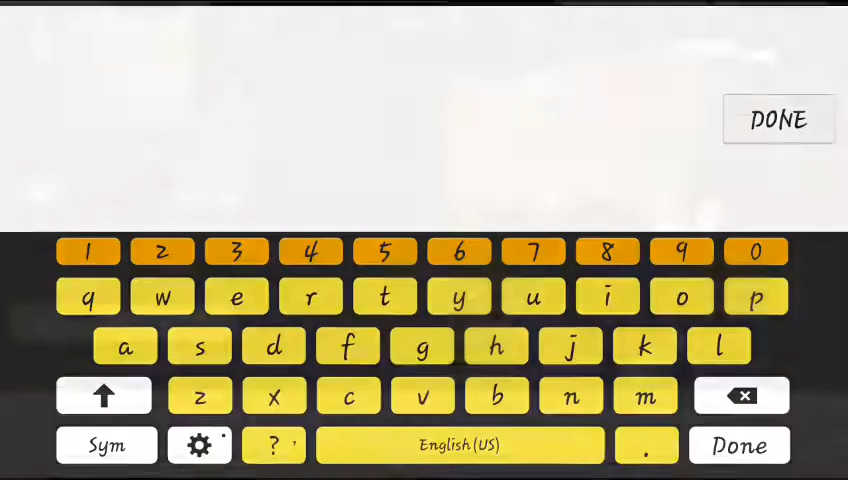 DONE
1 2 3 4 5 6 7 8 9 0
q w e r t y u i o p
a s d f g h j k l
z x c v b n m
Sym ? , English (US) . Done